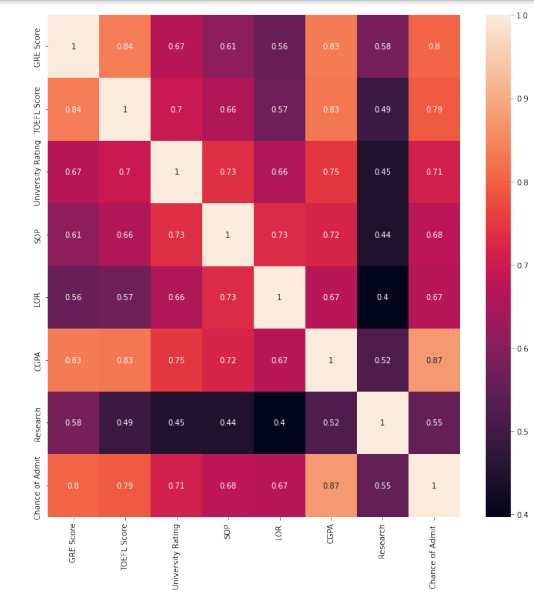 GRE Score 1 0.84 0.67 0.61 0.56 0.83 0.58 0.8
TOEFL Score 0.84 1 0.7 0.66 0.57 0.83 0.49 0.79
University Rating 0.67 0.7 1 0.73 0.66 0.75 0.45 0.71
SOP 0.61 0.66 0.73 1 0.73 0.72 0.44 0.68
LOR 0.56 0.57 0.66 0.73 1 0.67 0.4 0.67
CGPA 0.83 0.83 0.75 0.72 0.67 1 0.52 0.87
Research 0.58 0.49 0.45 0.44 0.4 0.52 1 0.55
Chance of Admit 0.8 0.79 0.71 0.68 0.67 0.87 0.55 1
GRE Score TOEFL Score University Rating SOP LOR CGPA Research Chance of Admit
1.0
0.9
0.8
0.7
0.6
0.5
0.4